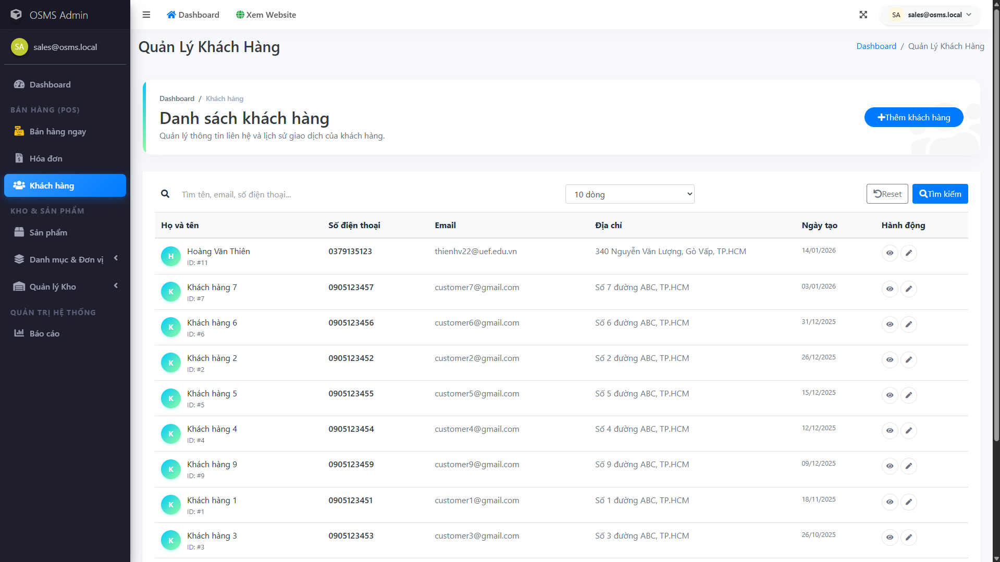 OSMS Admin
SA sales@osms.local
Dashboard
BÁN HÀNG (POS)
Bán hàng ngay
Hóa đơn
Khách hàng
KHO & SẢN PHẨM
Sản phẩm
Danh mục & Đơn vị
Quản lý Kho
QUẢN TRỊ HỆ THỐNG
Báo cáo
Dashboard Xem Website SA sales@osms.local
Quản Lý Khách Hàng
Dashboard / Quản Lý Khách Hàng
Dashboard / Khách hàng
Danh sách khách hàng
Quản lý thông tin liên hệ và lịch sử giao dịch của khách hàng.
Thêm khách hàng
Tìm tên, email, số điện thoại... 10 dòng Reset Tìm kiếm
Họ và tên Số điện thoại Email Địa chỉ Ngày tạo Hành động
H Hoàng Văn Thiên 0379135123 thienhv22@uef.edu.vn 340 Nguyễn Văn Lượng, Gò Vấp, TP.HCM 14/01/2026
ID: #11
K Khách hàng 7 0905123457 customer7@gmail.com Số 7 đường ABC, TP.HCM 03/01/2026
ID: #7
K Khách hàng 6 0905123456 customer6@gmail.com Số 6 đường ABC, TP.HCM 31/12/2025
ID: #6
K Khách hàng 2 0905123452 customer2@gmail.com Số 2 đường ABC, TP.HCM 26/12/2025
ID: #2
K Khách hàng 5 0905123455 customer5@gmail.com Số 5 đường ABC, TP.HCM 15/12/2025
ID: #5
K Khách hàng 4 0905123454 customer4@gmail.com Số 4 đường ABC, TP.HCM 12/12/2025
ID: #4
K Khách hàng 9 0905123459 customer9@gmail.com Số 9 đường ABC, TP.HCM 09/12/2025
ID: #9
K Khách hàng 1 0905123451 customer1@gmail.com Số 1 đường ABC, TP.HCM 18/11/2025
ID: #1
K Khách hàng 3 0905123453 customer3@gmail.com Số 3 đường ABC, TP.HCM 26/10/2025
ID: #3